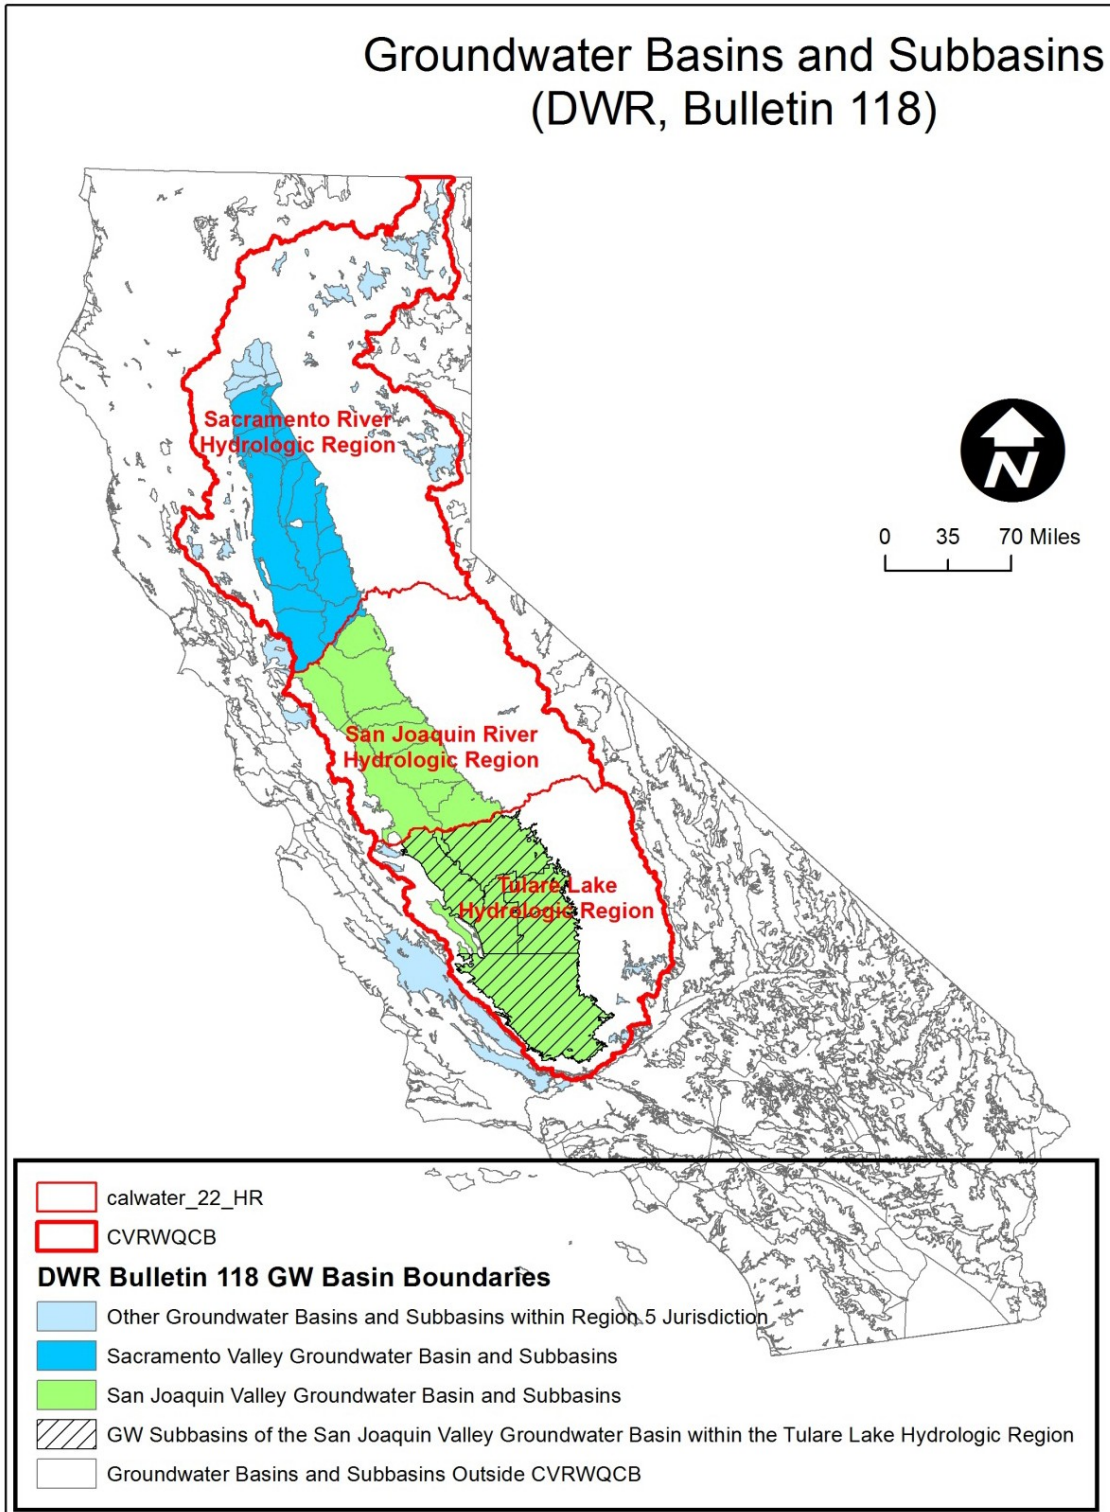 Groundwater Basins and Subbasins
(DWR, Bulletin 118)
Sacramento River
Hydrologic Region
N
0 35 70 Miles
San Joaquin River
Hydrologic Region
Tulare Lake
Hydrologic Region
calwater_22_HR
CVRWQCB
DWR Bulletin 118 GW Basin Boundaries
Other Groundwater Basins and Subbasins within Region 5 Jurisdiction
Sacramento Valley Groundwater Basin and Subbasins
San Joaquin Valley Groundwater Basin and Subbasins
GW Subbasins of the San Joaquin Valley Groundwater Basin within the Tulare Lake Hydrologic Region
Groundwater Basins and Subbasins Outside CVRWQCB